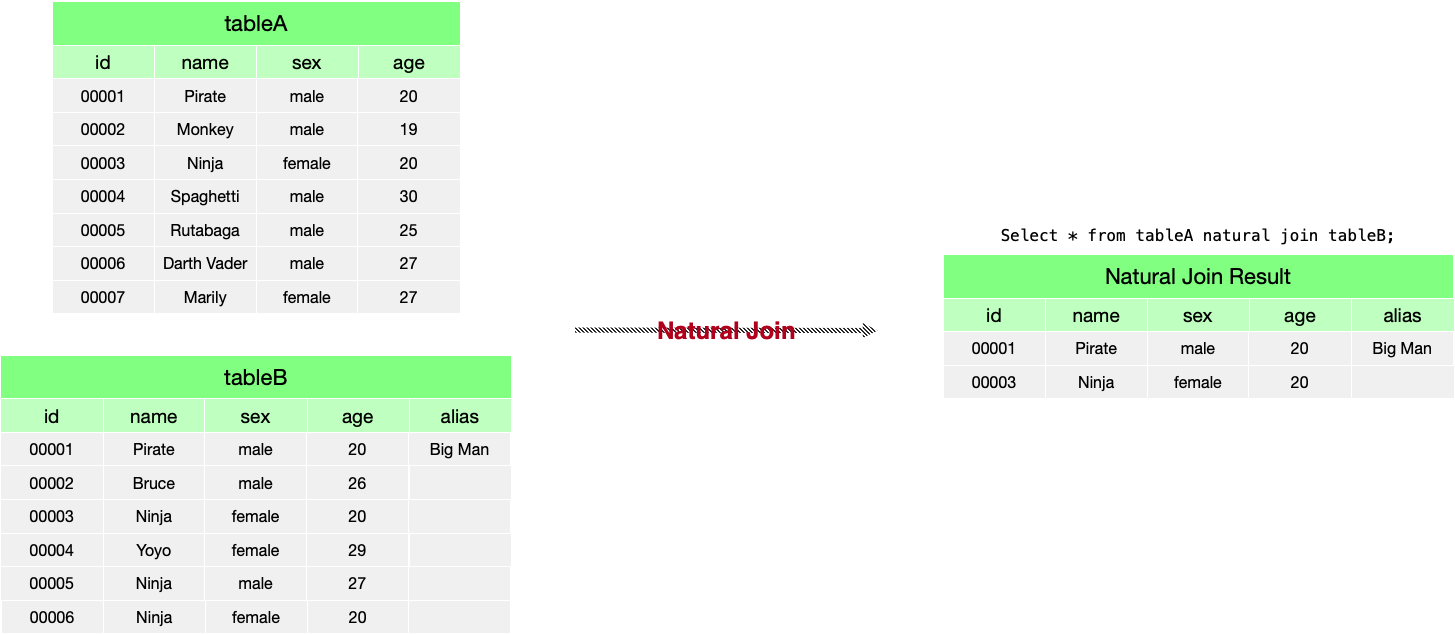 tableA
id name sex age
00001 Pirate male 20
00002 Monkey male 19
00003 Ninja female 20
00004 Spaghetti male 30
00005 Rutabaga male 25
00006 Darth Vader male 27
00007 Marily female 27
tableB
id name sex age alias
00001 Pirate male 20 Big Man
00002 Bruce male 26
00003 Ninja female 20
00004 Yoyo female 29
00005 Ninja male 27
00006 Ninja female 20
Natural Join
Select * from tableA natural join tableB;
Natural Join Result
id name sex age alias
00001 Pirate male 20 Big Man
00003 Ninja female 20